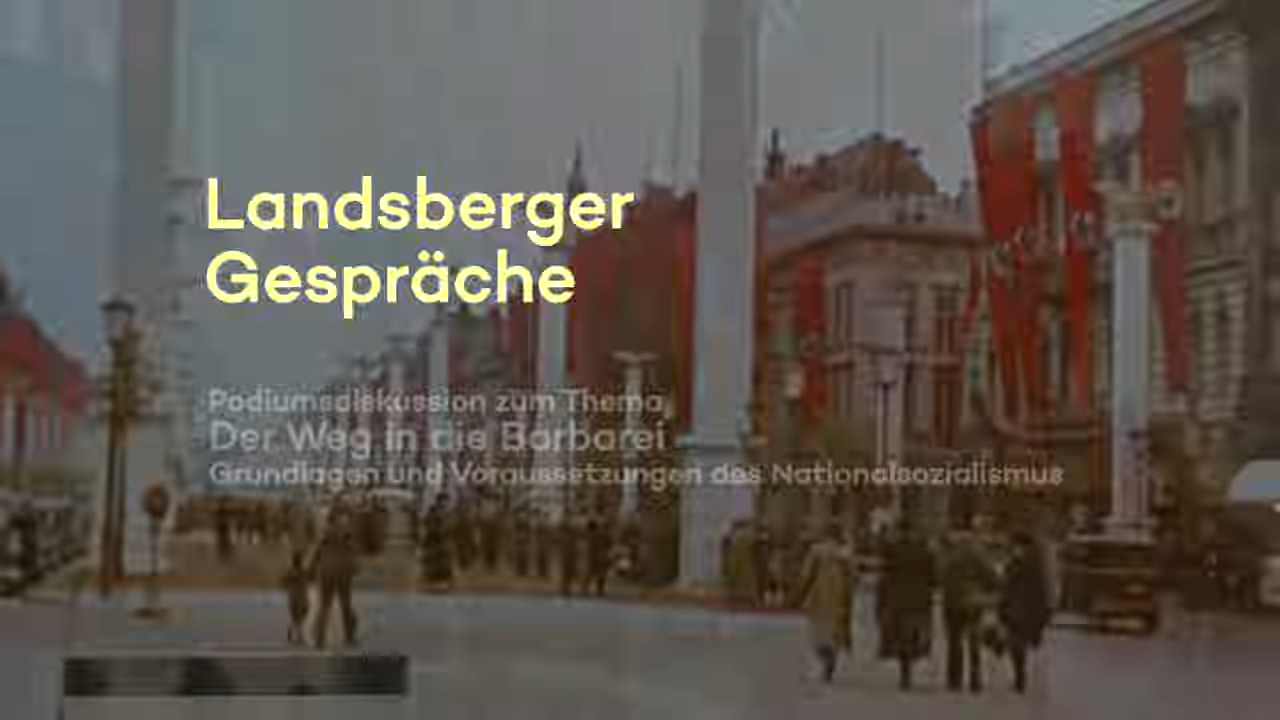 Landsberger
Gespräche
Podiumsdiskussion zum Thema
Der Weg in die Barbarei
Grundlagen und Voraussetzungen des Nationalsozialismus